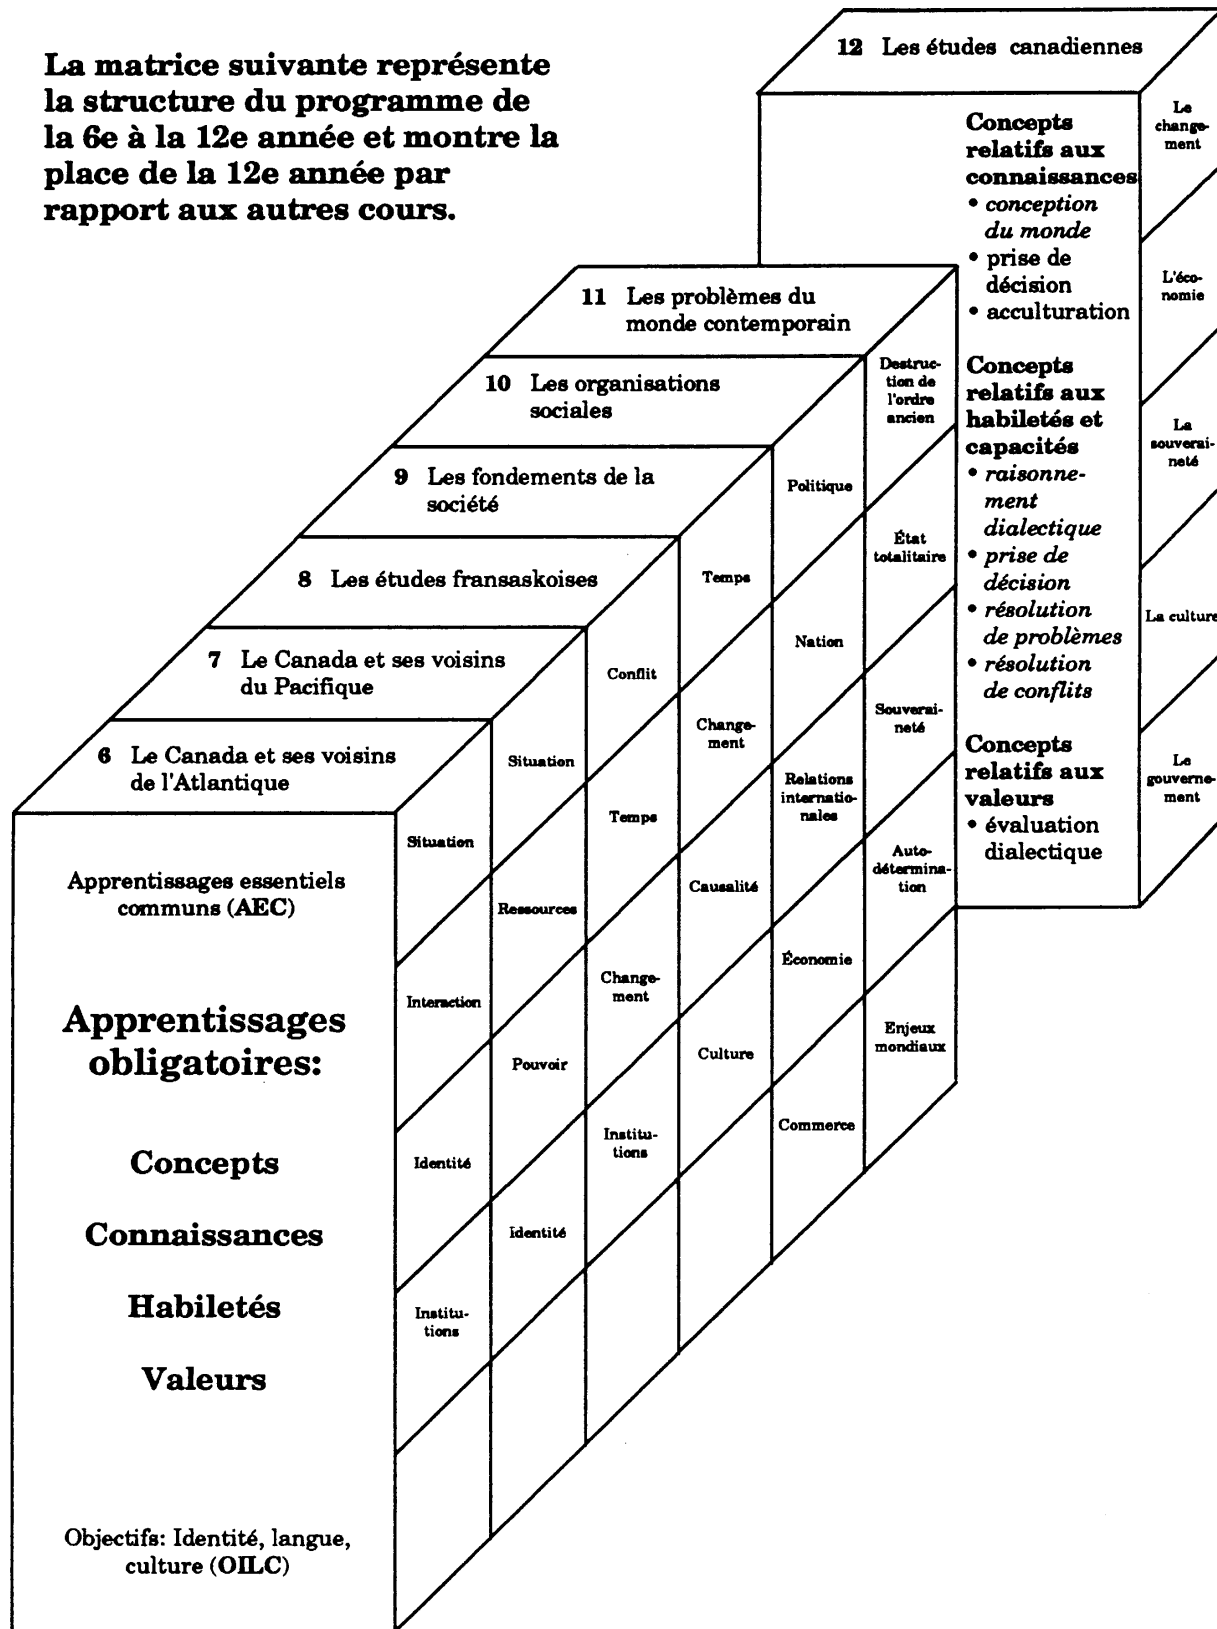 La matrice suivante représente
la structure du programme de
la 6e à la 12e année et montre la
place de la 12e année par
rapport aux autres cours.
12 Les études canadiennes
Concepts
relatifs aux
connaissances
• conception
du monde
• prise de
décision
• acculturation
Concepts
relatifs aux
habiletés et
capacités
• raisonne-
ment
dialectique
• prise de
décision
• résolution
de problèmes
• résolution
de conflits
Concepts
relatifs aux
valeurs
• évaluation
dialectique
Le
change-
ment
L'éco-
nomie
La
souverai-
neté
La culture
Le
gouverne-
ment
11 Les problèmes du
monde contemporain
Destruc-
tion de
l'ordre
ancien
État
totalitaire
Souverai-
neté
Auto-
détermina-
tion
Enjeux
mondiaux
10 Les organisations
sociales
Politique
Nation
Relations
internatio-
nales
Économie
Commerce
9 Les fondements de la
société
Temps
Change-
ment
Causalité
Culture
8 Les études fransaskoises
Conflit
Temps
Change-
ment
Institu-
tions
7 Le Canada et ses voisins
du Pacifique
Situation
Ressources
Pouvoir
Identité
6 Le Canada et ses voisins
de l'Atlantique
Situation
Interaction
Identité
Institu-
tions
Apprentissages essentiels
communs (AEC)
Apprentissages
obligatoires:
Concepts
Connaissances
Habiletés
Valeurs
Objectifs: Identité, langue,
culture (OILC)